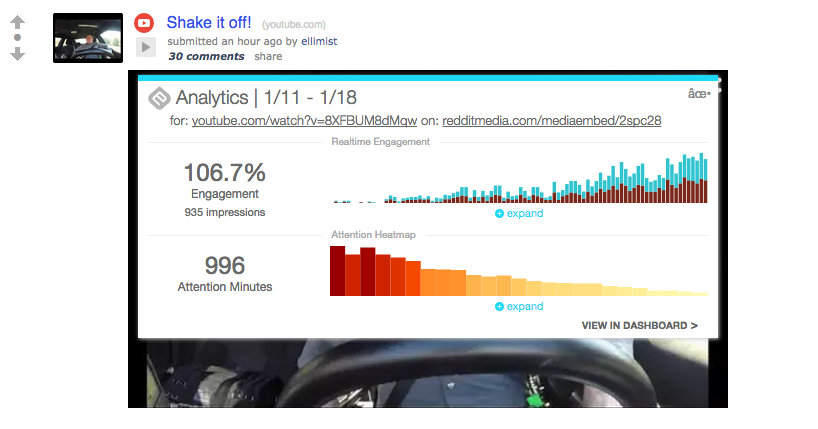 Shake it off! (youtube.com)
submitted an hour ago by ellimist
30 comments share
Analytics | 1/11 - 1/18
âœ•
for: youtube.com/watch?v=8XFBUM8dMqw on: redditmedia.com/mediaembed/2spc28
Realtime Engagement
106.7%
Engagement
935 impressions
+ expand
Attention Heatmap
996
Attention Minutes
+ expand
VIEW IN DASHBOARD >